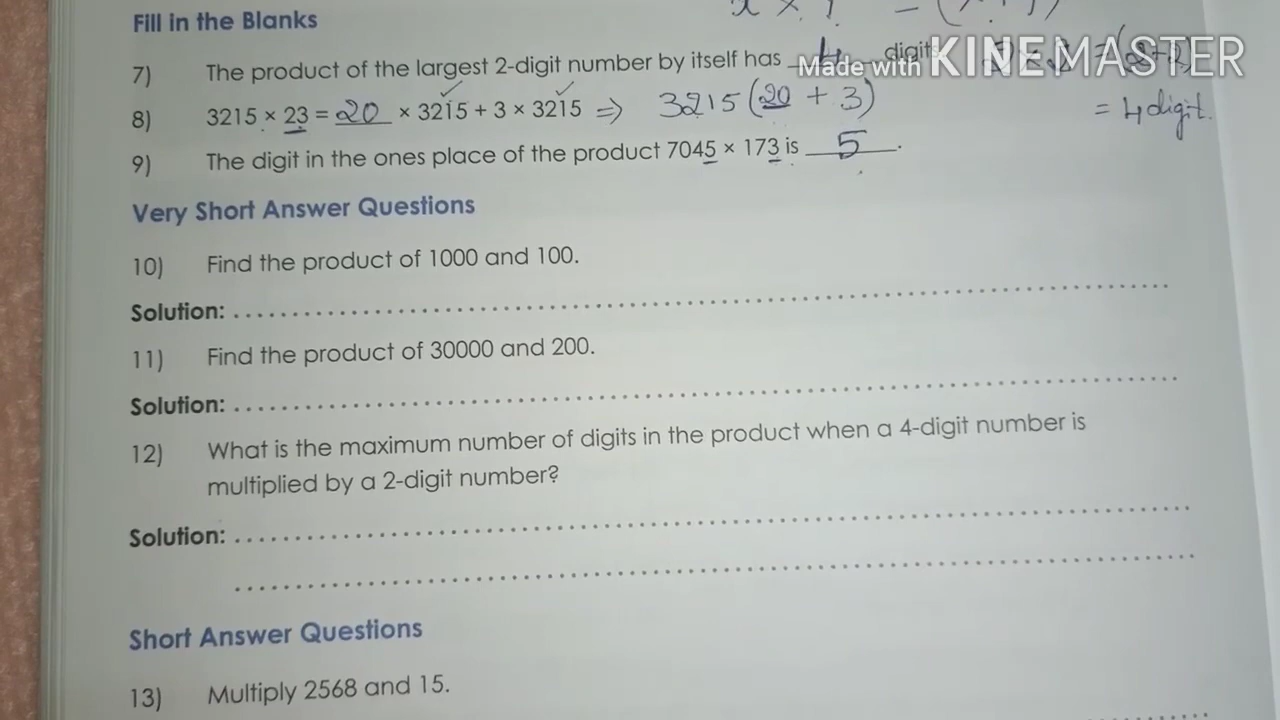 Fill in the Blanks
7) The product of the largest 2-digit number by itself has 4 digits
Made with KINEMASTER
8) 3215 × 23 = 20 × 3215 + 3 × 3215 ⇒ 3215 (20 + 3)
= 4 digit.
9) The digit in the ones place of the product 7045 × 173 is 5.
Very Short Answer Questions
10) Find the product of 1000 and 100.
Solution:
11) Find the product of 30000 and 200.
Solution:
12) What is the maximum number of digits in the product when a 4-digit number is
multiplied by a 2-digit number?
Solution:
Short Answer Questions
13) Multiply 2568 and 15.